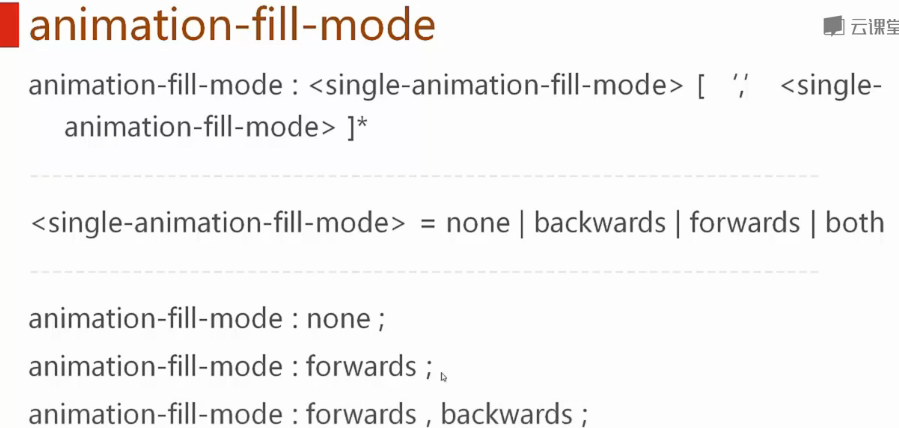 animation-fill-mode
云课堂
animation-fill-mode : <single-animation-fill-mode> [ ‘,’ <single-
animation-fill-mode> ]*
<single-animation-fill-mode> = none | backwards | forwards | both
animation-fill-mode : none ;
animation-fill-mode : forwards ;
animation-fill-mode : forwards , backwards ;